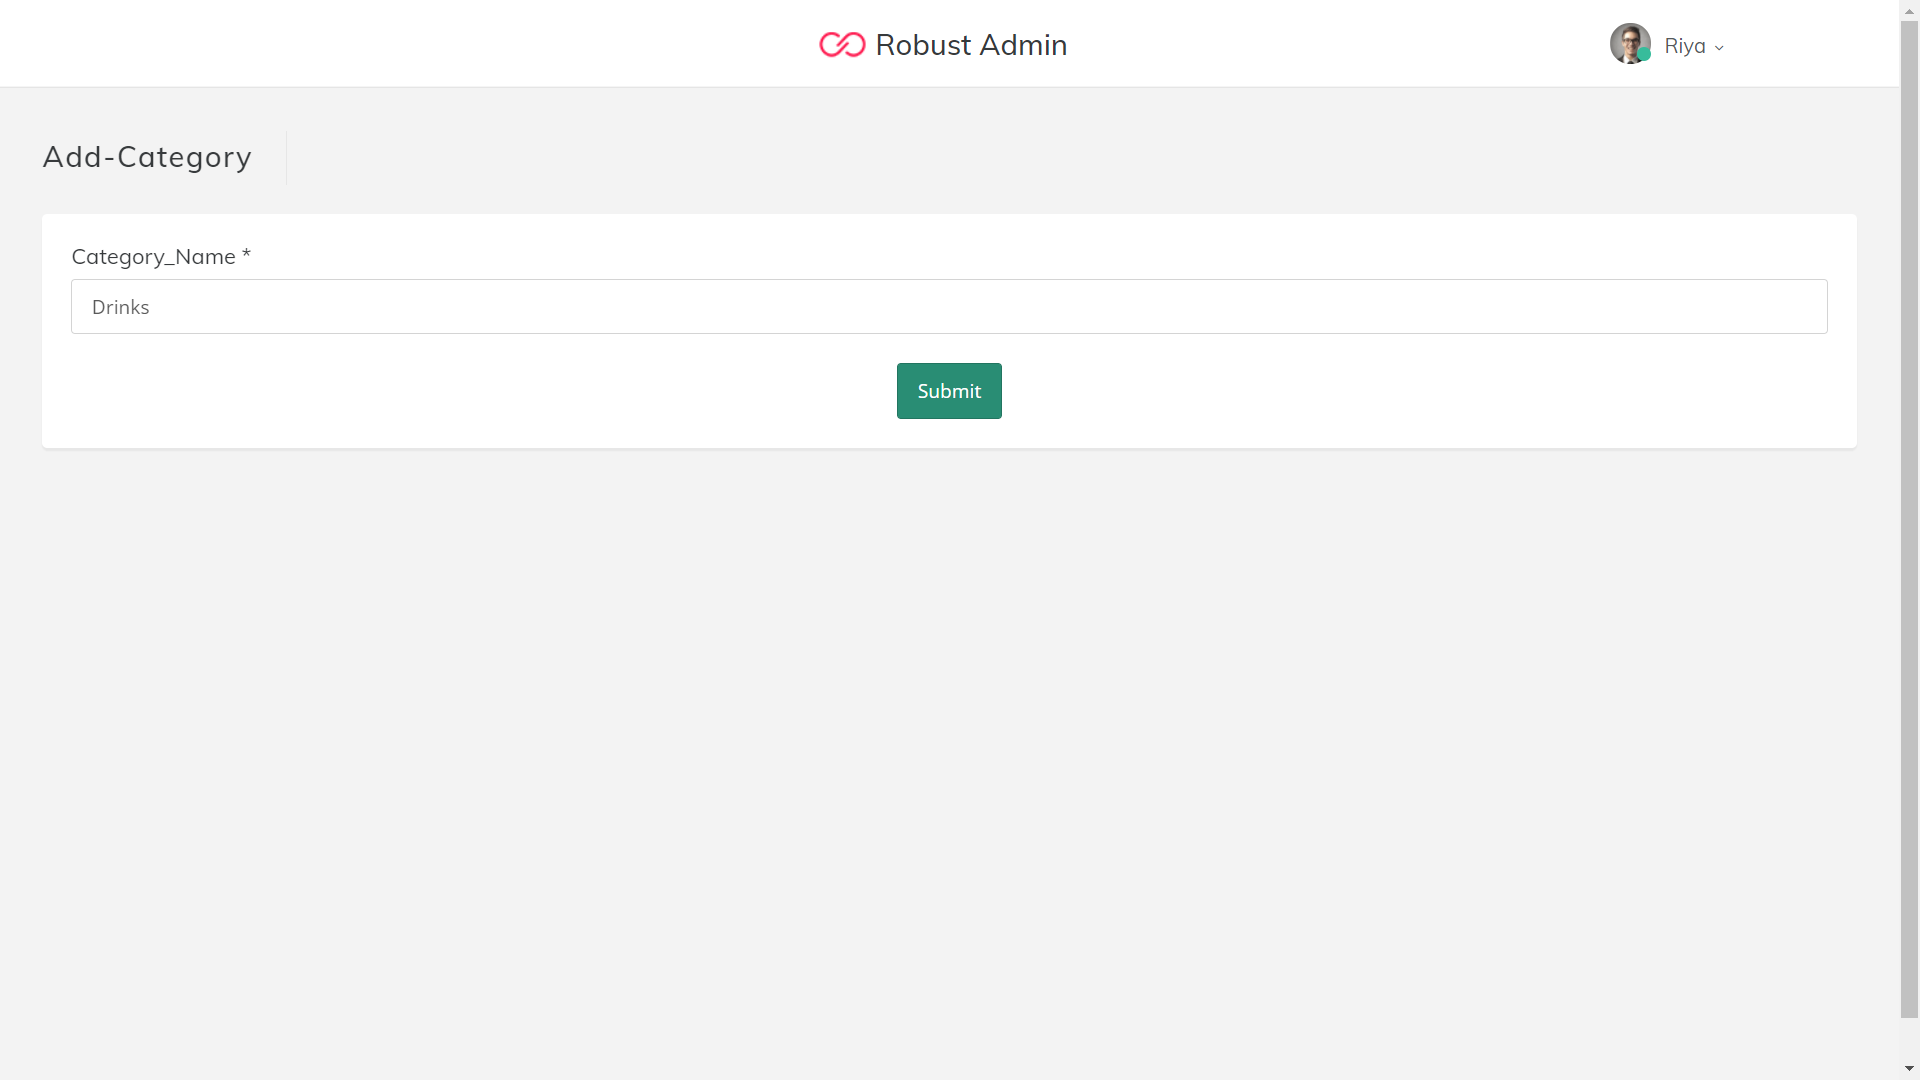 Robust Admin
Riya
Add-Category
Category_Name *
Drinks
Submit